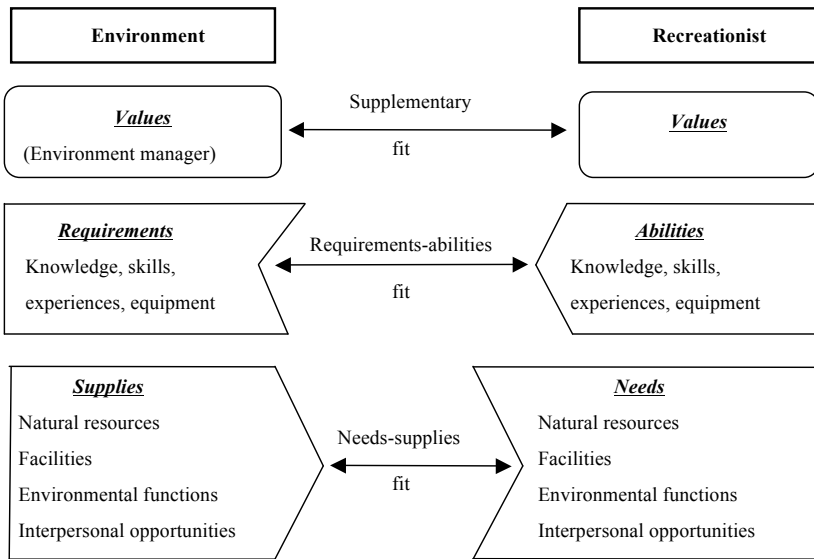 Environment
Recreationist
Values
(Environment manager)
Supplementary
fit
Values
Requirements
Knowledge, skills,
experiences, equipment
Requirements-abilities
fit
Abilities
Knowledge, skills,
experiences, equipment
Supplies
Natural resources
Facilities
Environmental functions
Interpersonal opportunities
Needs-supplies
fit
Needs
Natural resources
Facilities
Environmental functions
Interpersonal opportunities